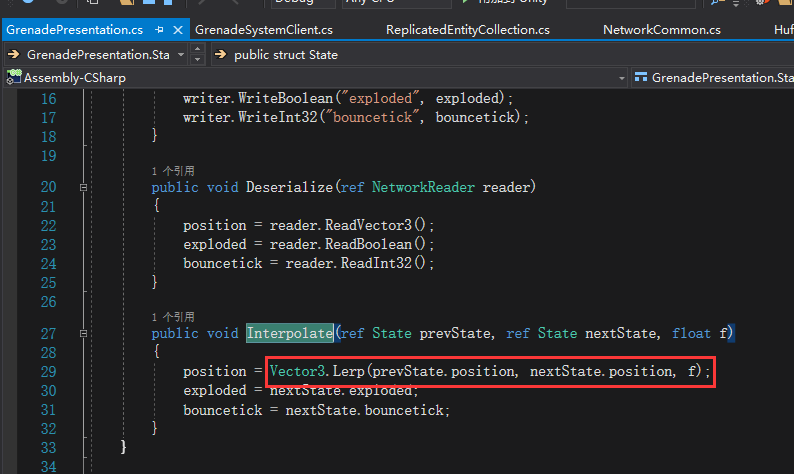 Debug
Any CPU
附加到 Unity
GrenadePresentation.cs GrenadeSystemClient.cs ReplicatedEntityCollection.cs NetworkCommon.cs Huf
GrenadePresentation.Sta public struct State
Assembly-CSharp GrenadePresentation.Sta
16 writer.WriteBoolean("exploded", exploded);
17 writer.WriteInt32("bouncetick", bouncetick);
18 }
19
1 个引用
20 public void Deserialize(ref NetworkReader reader)
21 {
22 position = reader.ReadVector3();
23 exploded = reader.ReadBoolean();
24 bouncetick = reader.ReadInt32();
25 }
26
1 个引用
27 public void Interpolate(ref State prevState, ref State nextState, float f)
28 {
29 position = Vector3.Lerp(prevState.position, nextState.position, f);
30 exploded = nextState.exploded;
31 bouncetick = nextState.bouncetick;
32 }
33 }
34